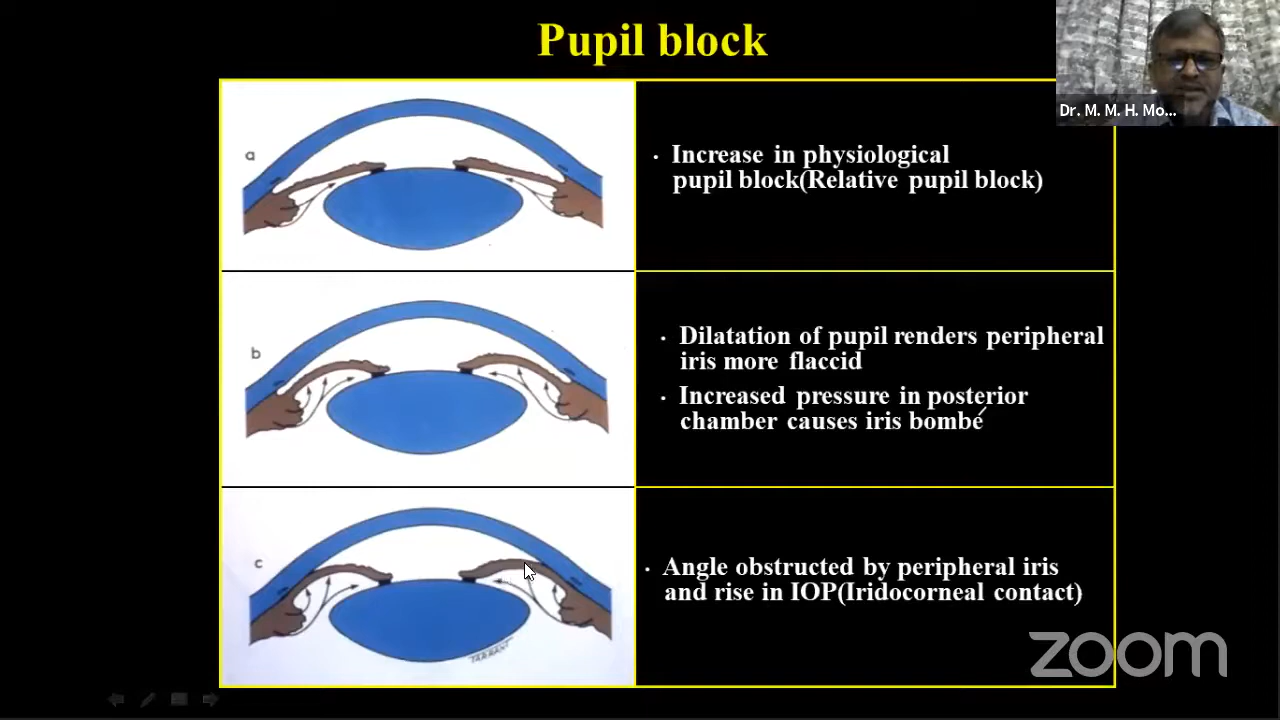 Pupil block
Dr. M. M. H. Mo...
a
• Increase in physiological
pupil block(Relative pupil block)
b
• Dilatation of pupil renders peripheral
iris more flaccid
• Increased pressure in posterior
chamber causes iris bombé
c
• Angle obstructed by peripheral iris
and rise in IOP(Iridocorneal contact)
TARRANT
zoom